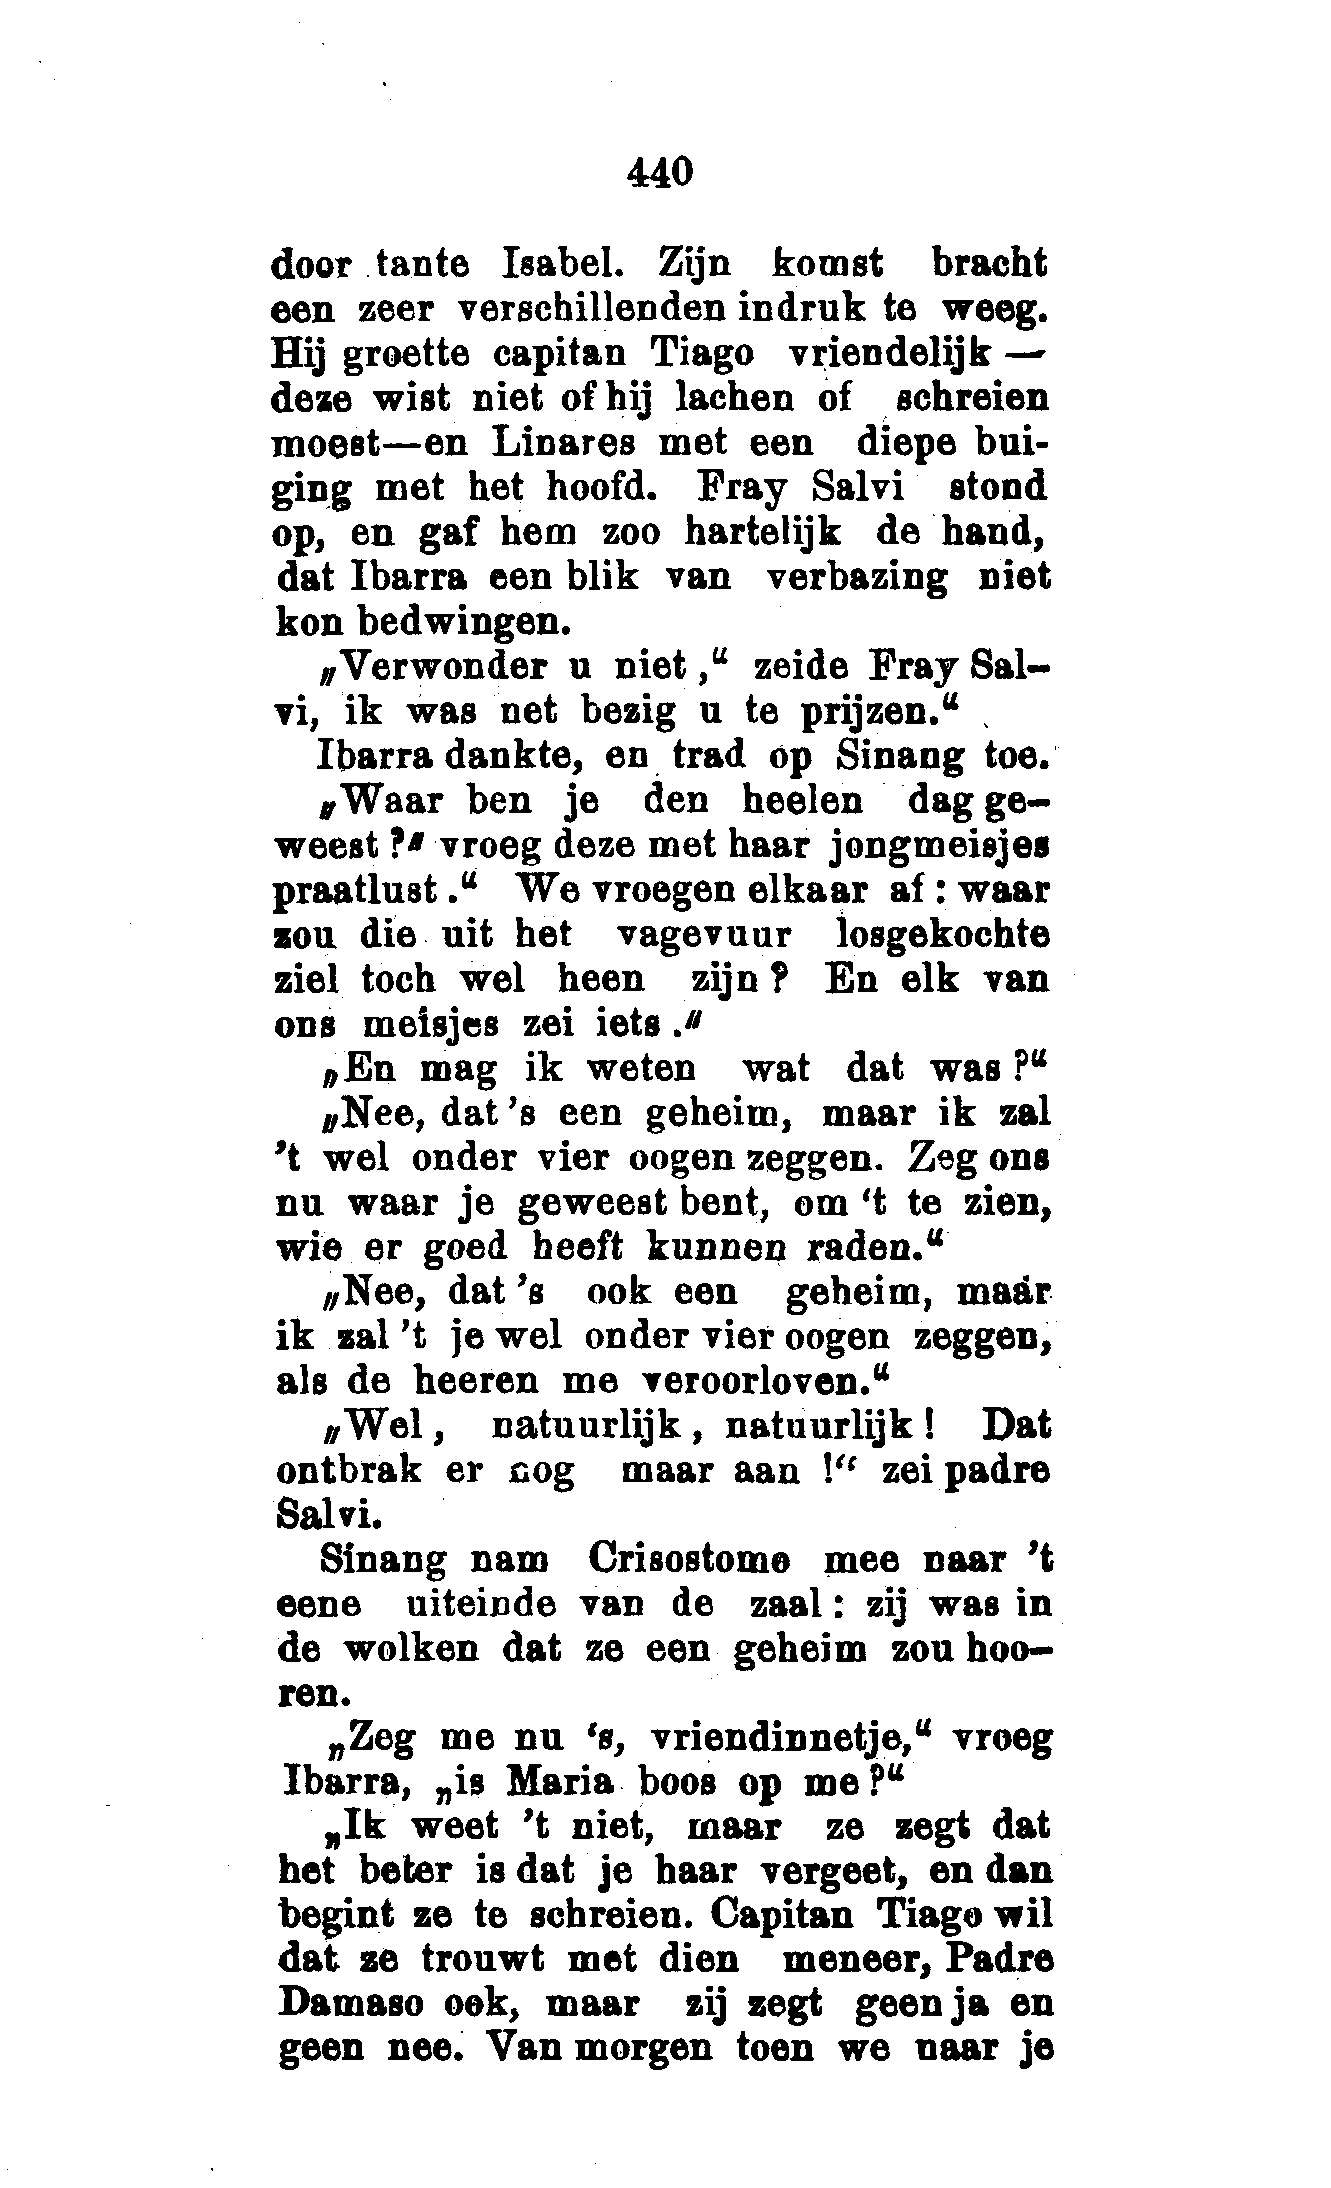 440
door tante Isabel. Zijn komst bracht
een zeer verschillenden indruk te weeg.
Hij groette capitan Tiago vriendelijk —
deze wist niet of hij lachen of schreien
moest—en Linares met een diepe bui-
ging met het hoofd. Fray Salvi stond
op, en gaf hem zoo hartelijk de hand,
dat Ibarra een blik van verbazing niet
kon bedwingen.
„Verwonder u niet,“ zeide Fray Sal-
vi, ik was net bezig u te prijzen.“
Ibarra dankte, en trad op Sinang toe.
„Waar ben je den heelen dag ge-
weest ?" vroeg deze met haar jongmeisjes
praatlust .“ We vroegen elkaar af : waar
zou die uit het vagevuur losgekochte
ziel toch wel heen zijn ? En elk van
ons meisjes zei iets ."
„En mag ik weten wat dat was ?“
„Nee, dat 's een geheim, maar ik zal
't wel onder vier oogen zeggen. Zeg ons
nu waar je geweest bent, om ‘t te zien,
wie er goed heeft kunnen raden.“
„Nee, dat 's ook een geheim, maar
ik zal 't je wel onder vier oogen zeggen,
als de heeren me veroorloven.“
„Wel , natuurlijk , natuurlijk ! Dat
ontbrak er nog maar aan !“ zei padre
Salvi.
Sinang nam Crisostomo mee naar 't
eene uiteinde van de zaal : zij was in
de wolken dat ze een geheim zou hoo-
ren.
„Zeg me nu ‘s, vriendinnetje,“ vroeg
Ibarra, „is Maria boos op me ?“
„Ik weet 't niet, maar ze zegt dat
het beter is dat je haar vergeet, en dan
begint ze te schreien. Capitan Tiago wil
dat ze trouwt met dien meneer, Padre
Damaso ook, maar zij zegt geen ja en
geen nee. Van morgen toen we naar je